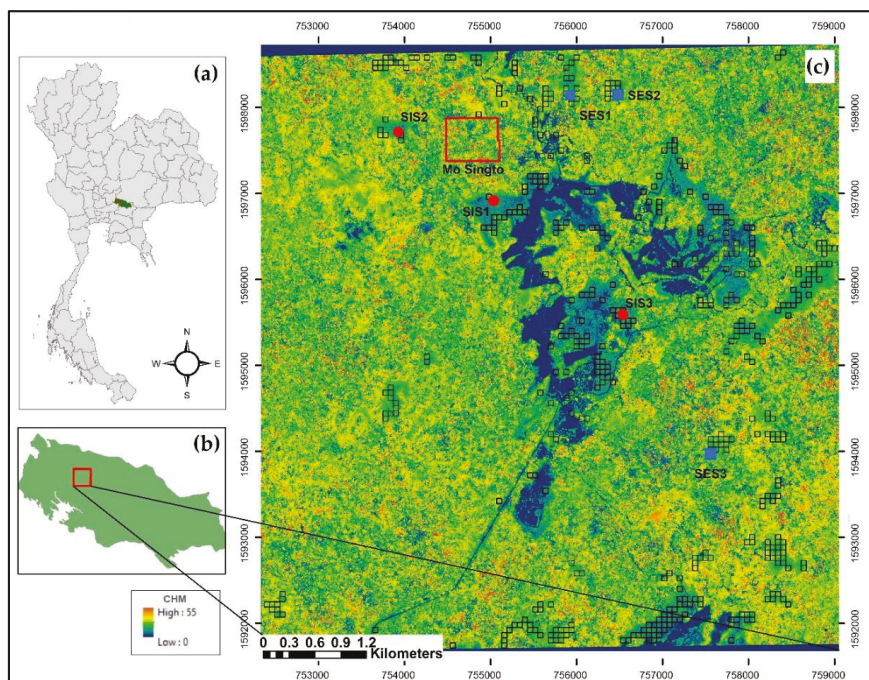 753000 754000 755000 756000 757000 758000 759000
(a)
(c)
SIS2
SES1
SES2
Mo Singto
SIS1
SIS3
SES3
1598000
1597000
1596000
1595000
1594000
1593000
1592000
1598000
1597000
1596000
1595000
1594000
1593000
1592000
N
W E
S
(b)
CHM
High : 55
Low : 0
0 0.3 0.6 0.9 1.2
Kilometers
753000 754000 755000 756000 757000 758000 759000